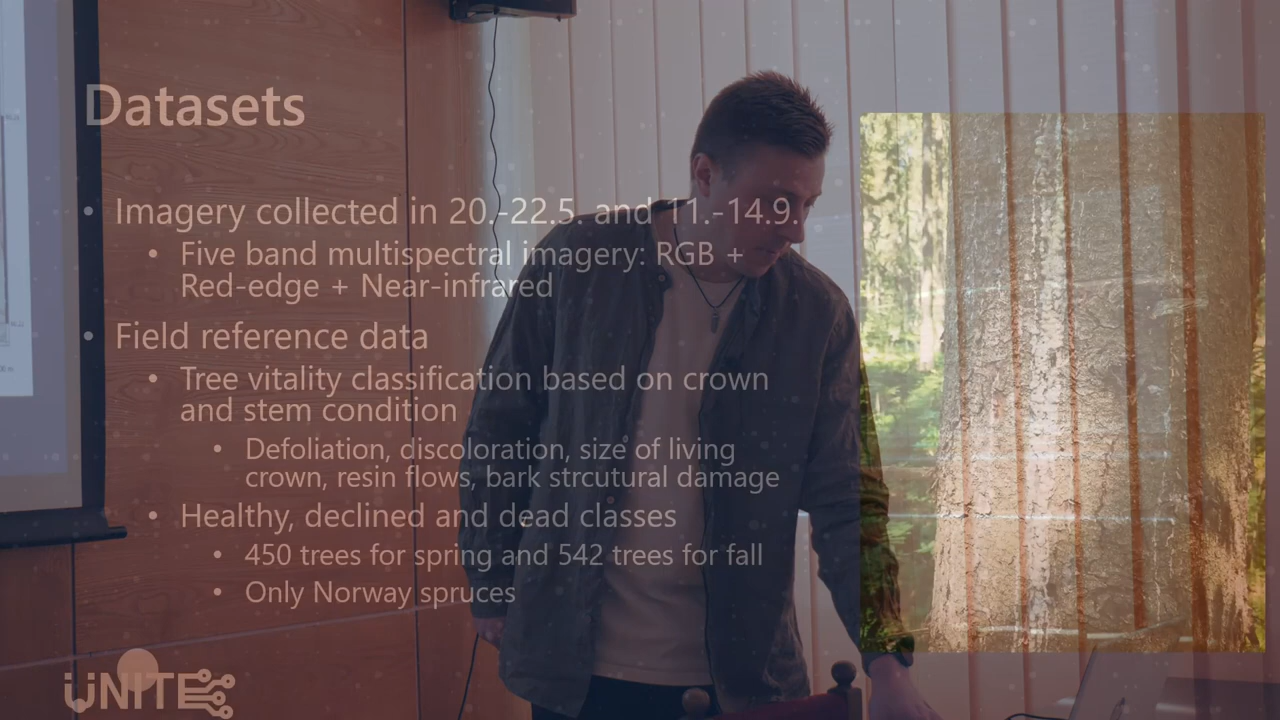 Datasets
Imagery collected in 20.-22.5. and 11.-14.9.
Five band multispectral imagery: RGB +
Red-edge + Near-infrared
Field reference data
Tree vitality classification based on crown
and stem condition
Defoliation, discoloration, size of living
crown, resin flows, bark strcutural damage
Healthy, declined and dead classes
450 trees for spring and 542 trees for fall
Only Norway spruces
UNITE